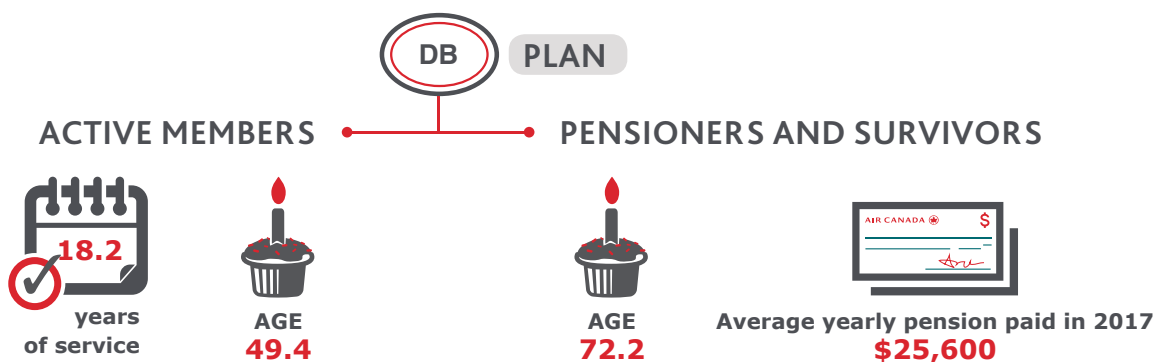 DB PLAN
ACTIVE MEMBERS
PENSIONERS AND SURVIVORS
18.2
years
of service
AGE
49.4
AGE
72.2
AIR CANADA $
Average yearly pension paid in 2017
$25,600